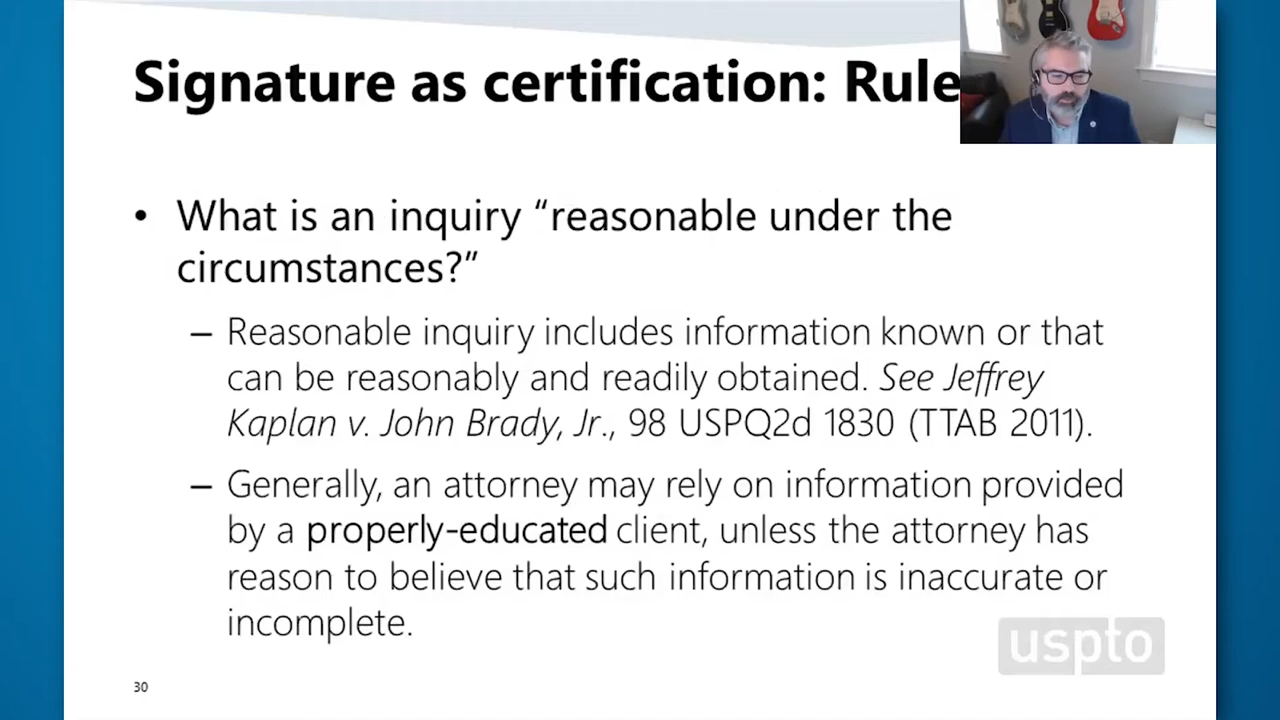 Signature as certification: Rule
• What is an inquiry “reasonable under the
circumstances?”
– Reasonable inquiry includes information known or that
can be reasonably and readily obtained. See Jeffrey
Kaplan v. John Brady, Jr., 98 USPQ2d 1830 (TTAB 2011).
– Generally, an attorney may rely on information provided
by a properly-educated client, unless the attorney has
reason to believe that such information is inaccurate or
incomplete.
uspto
30